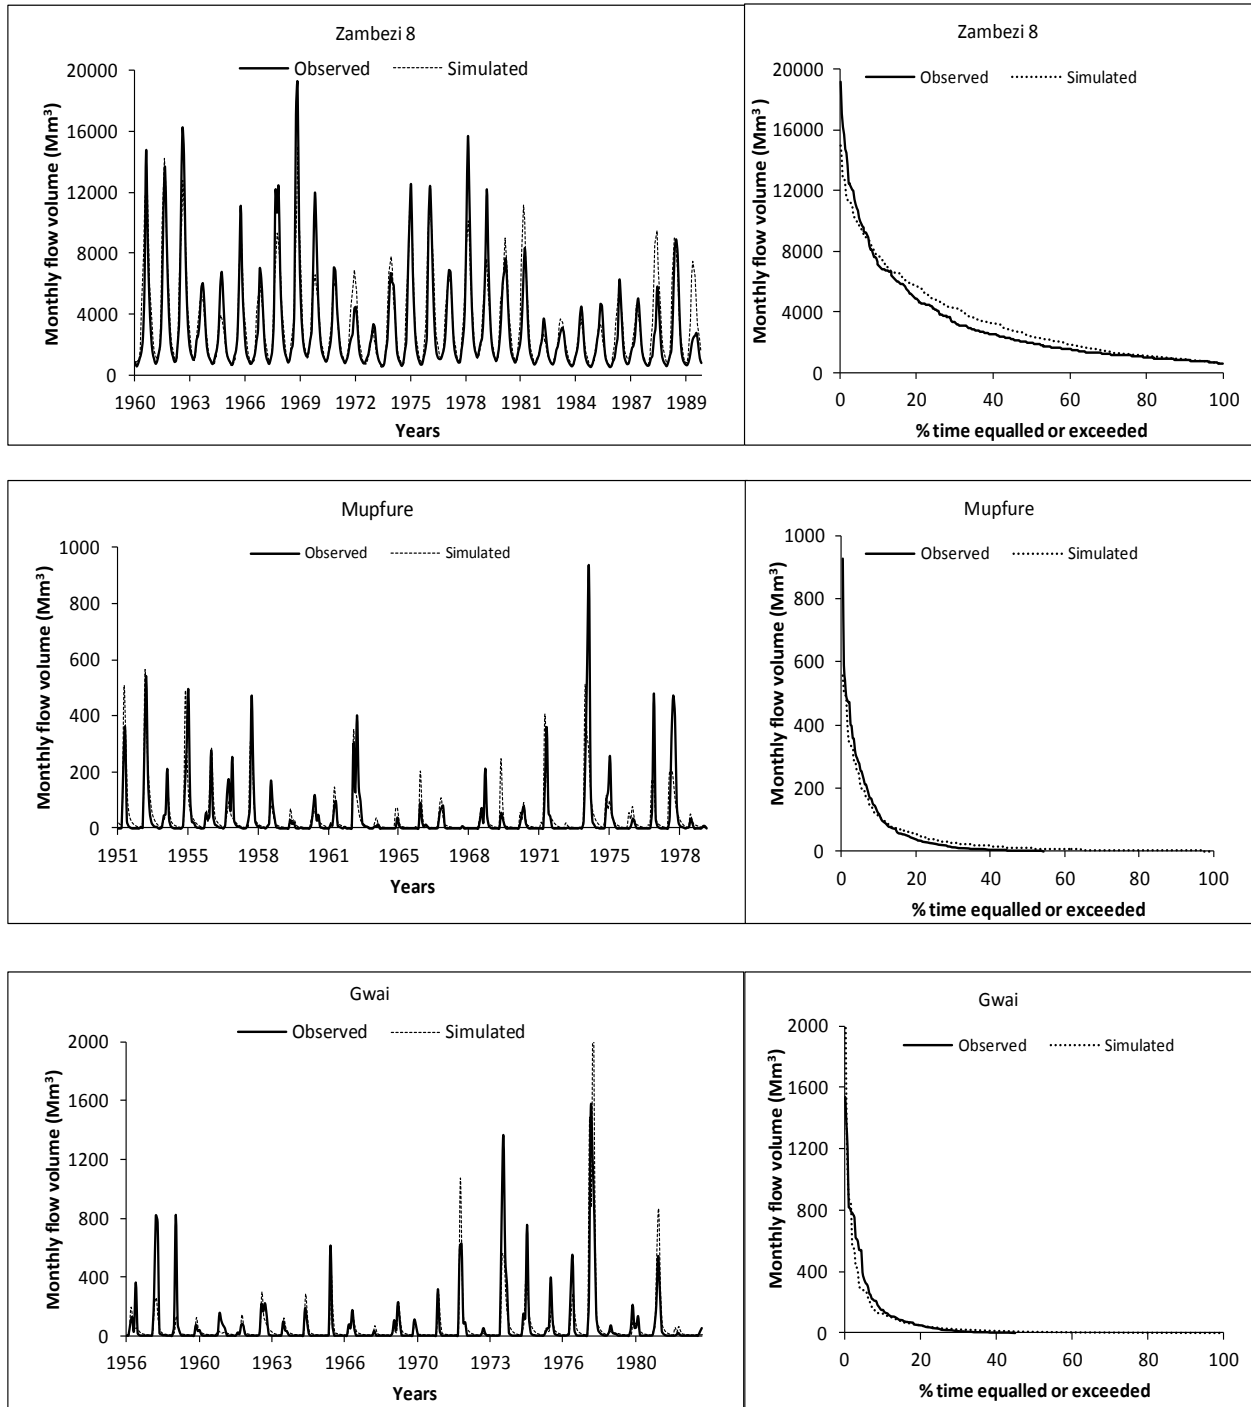 Zambezi 8
Observed Simulated
Monthly flow volume (Mm³)
20000
16000
12000
8000
4000
0
1960 1963 1966 1969 1972 1975 1978 1981 1984 1987 1989
Years
Zambezi 8
Observed Simulated
Monthly flow volume (Mm³ )
20000
16000
12000
8000
4000
0
0 20 40 60 80 100
% time equalled or exceeded
Mupfure
Observed Simulated
Monthly flow volume (Mm³)
1000
800
600
400
200
0
1951 1955 1958 1961 1965 1968 1971 1975 1978
Years
Mupfure
Observed Simulated
Monthly flow volume (Mm³)
1000
800
600
400
200
0
0 20 40 60 80 100
% time equalled or exceeded
Gwai
Observed Simulated
Monthly flow volume (Mm³)
2000
1600
1200
800
400
0
1956 1960 1963 1966 1970 1973 1976 1980
Years
Gwai
Observed Simulated
Monthly flow volume (Mm³)
2000
1600
1200
800
400
0
0 20 40 60 80 100
% time equalled or exceeded